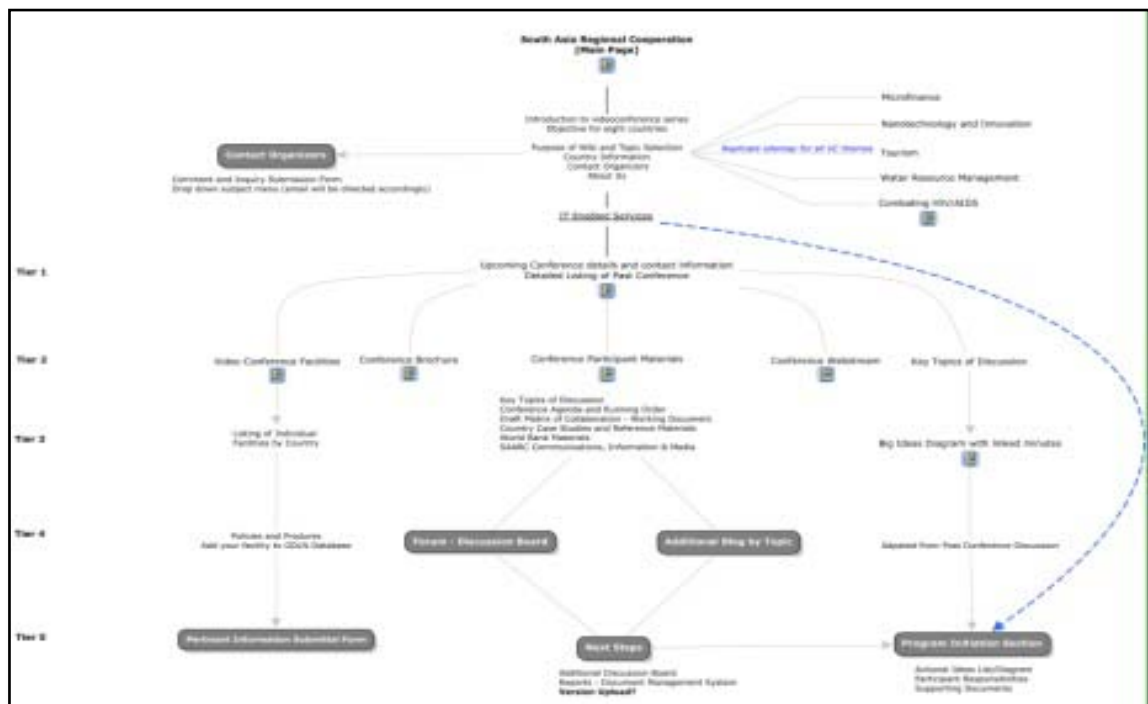 South Asia Regional Cooperation
[Main Page]
Microfinance
Introduction to videoconference series
Objective for eight countries
Nanotechnology and Innovation
Purpose of Wiki and Topic Selection
Country Information
Contact Organizers
About Us
Replicate sitemap for all VC themes
Tourism
Contact Organizers
Comment and Inquiry Submission Form
Drop down subject menu (email will be directed accordingly)
Water Resource Management
Combating HIV/AIDS
IT Enabled Services
Tier 1
Upcoming Conference details and contact information
Detailed Listing of Past Conference
Tier 2
Video Conference Facilities
Conference Brochure
Conference Participant Materials
Conference Webstream
Key Topics of Discussion
Key Topics of Discussion
Conference Agenda and Running Order
Draft Matrix of Collaboration - Working Document
Country Case Studies and Reference Materials
World Bank Materials
SAARC Communications, Information & Media
Tier 3
Listing of Individual
Facilities by Country
Big Ideas Diagram with linked minutes
Tier 4
Policies and
Add your facility to GDLN Database
Forum - Discussion Board
Additional Blog by Topic
Adapted from Past Conference Discussion
Tier 5
Pertinent Information Submittal Form
Next Steps
Program Initiation Section
Additional Discussion Board
Reports - Document Management System
Version Upload?
Actional Ideas List/Diagram
Participant Responsibilities
Supporting Documents